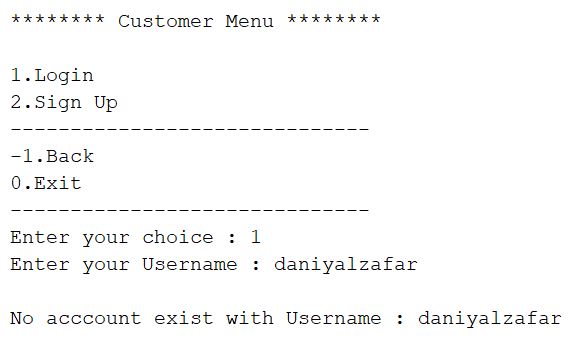 ******** Customer Menu ********
1.Login
2.Sign Up
------------------------------
-1.Back
0.Exit
------------------------------
Enter your choice : 1
Enter your Username : daniyalzafar
No acccount exist with Username : daniyalzafar